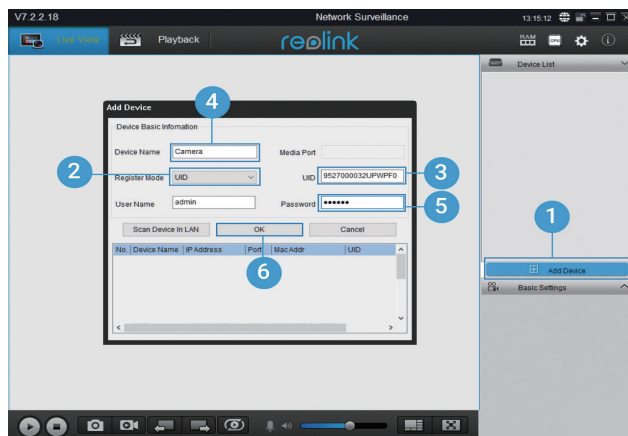 V7.2.2.18 Network Surveillance 13:15:12
Live View Playback reolink RAM CPU
Device List
Add Device
4
Device Basic Infomation
Device Name Camera Media Port
2 Register Mode UID UID 9527000032UPWPF0 3
User Name admin Password •••••• 5
1
Scan Device In LAN OK Cancel
No. Device Name IP Address Port Mac Addr UID
6
Add Device
Basic Settings